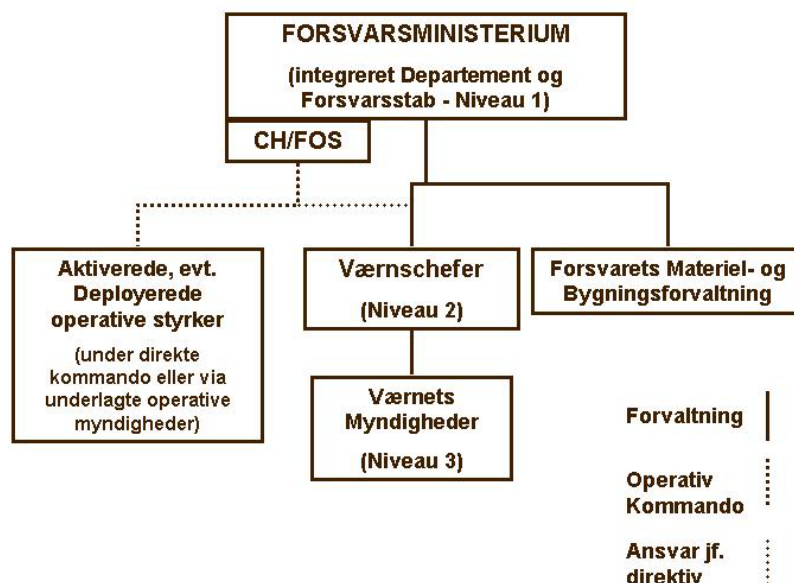 FORSVARSMINISTERIUM
(integreret Departement og
Forsvarsstab - Niveau 1)
CH/FOS
Aktiverede, evt.
Deployerede
operative styrker
(under direkte
kommando eller via
underlagte operative
myndigheder)
Værnschefer
(Niveau 2)
Forsvarets Materiel- og
Bygningsforvaltning
Værnets
Myndigheder
(Niveau 3)
Forvaltning
Operativ
Kommando
Ansvar jf.
direktiv